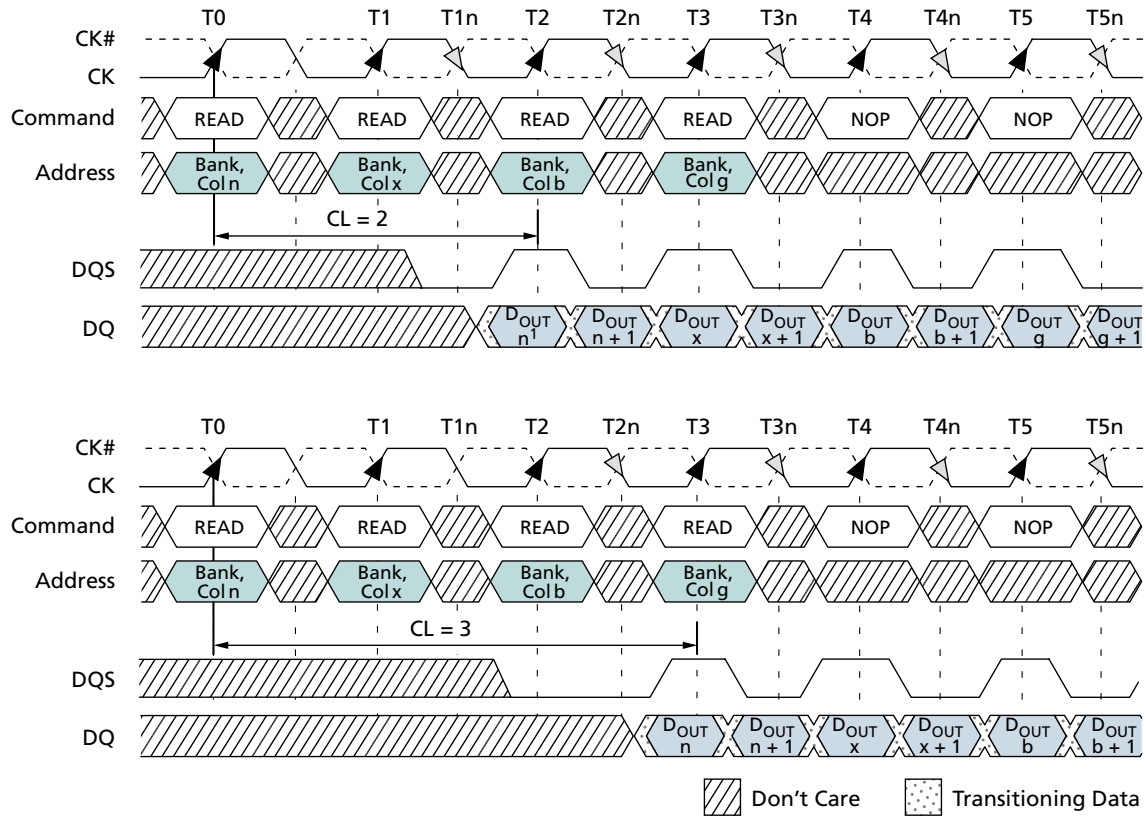 T0 T1 T1n T2 T2n T3 T3n T4 T4n T5 T5n
CK#
CK
Command READ READ READ READ NOP NOP
Address Bank, Col n Bank, Col x Bank, Col b Bank, Col g
CL = 2
DQS
DQ DOUT n1 DOUT n + 1 DOUT x DOUT x + 1 DOUT b DOUT b + 1 DOUT g DOUT g + 1
T0 T1 T1n T2 T2n T3 T3n T4 T4n T5 T5n
CK#
CK
Command READ READ READ READ NOP NOP
Address Bank, Col n Bank, Col x Bank, Col b Bank, Col g
CL = 3
DQS
DQ DOUT n DOUT n + 1 DOUT x DOUT x + 1 DOUT b DOUT b + 1
Don't Care Transitioning Data